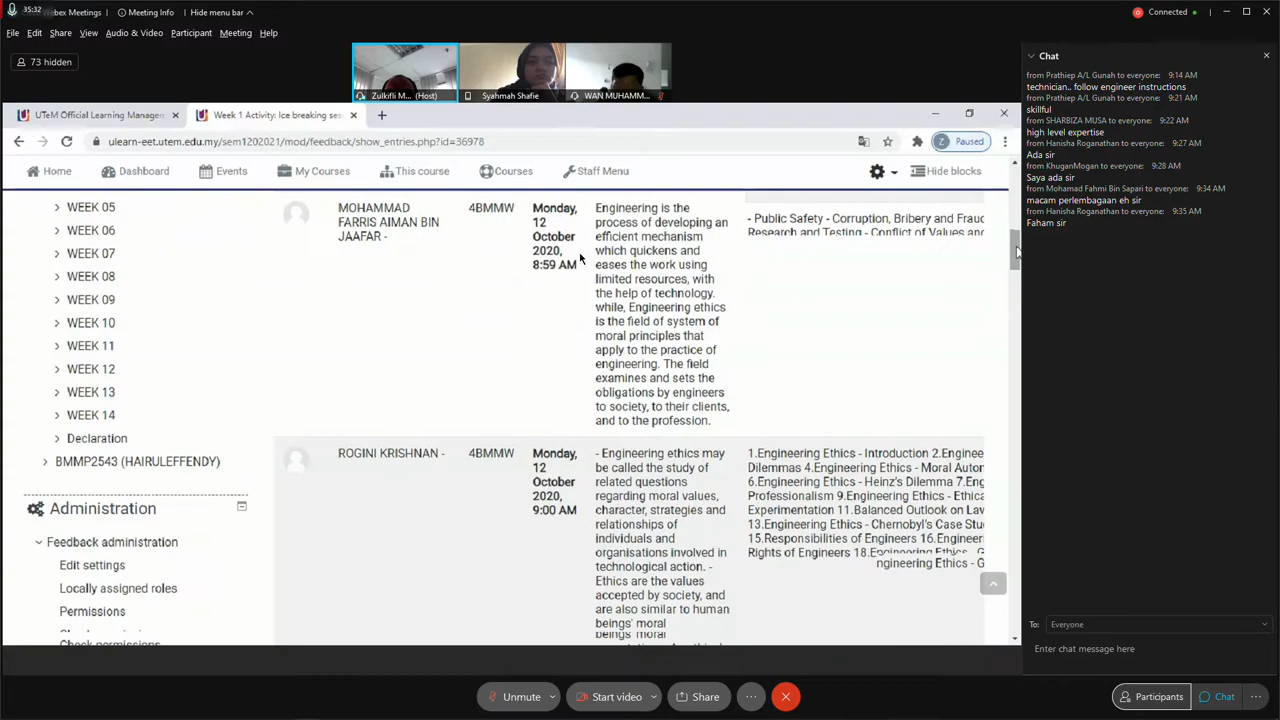 35:32
ebex Meetings
Meeting Info
Hide menu bar
Connected
File Edit Share View Audio & Video Participant Meeting Help
73 hidden
Zulkifli M... (Host)
Syahmah Shafie
WAN MUHAMM...
UTeM Official Learning Managem
Week 1 Activity: Ice breaking ses
ulearn-eet.utem.edu.my/sem1202021/mod/feedback/show_entries.php?id=36978
Z Paused
Home
Dashboard
Events
My Courses
This course
Courses
Staff Menu
Hide blocks
WEEK 05
WEEK 06
WEEK 07
WEEK 08
WEEK 09
WEEK 10
WEEK 11
WEEK 12
WEEK 13
WEEK 14
Declaration
BMMP2543 (HAIRULEFFENDY)
Administration
Feedback administration
Edit settings
Locally assigned roles
Permissions
Check permissions
MOHAMMAD
FARRIS AIMAN BIN
JAAFAR -
4BMMW
Monday,
12
October
2020,
8:59 AM
Engineering is the
process of developing an
efficient mechanism
which quickens and
eases the work using
limited resources, with
the help of technology.
while, Engineering ethics
is the field of system of
moral principles that
apply to the practice of
engineering. The field
examines and sets the
obligations by engineers
to society, to their clients,
and to the profession.
- Public Safety - Corruption, Bribery and Frauc
Research and Testing - Conflict of Values and
ROGINI KRISHNAN -
4BMMW
Monday,
12
October
2020,
9:00 AM
- Engineering ethics may
be called the study of
related questions
regarding moral values,
character, strategies and
relationships of
individuals and
organisations involved in
technological action. -
Ethics are the values
accepted by society, and
are also similar to human
beings' moral
beings' moral
1.Engineering Ethics - Introduction 2.Engine
Dilemmas 4.Engineering Ethics - Moral Auton
6.Engineering Ethics - Heinz's Dilemma 7.Eng
Professionalism 9.Engineering Ethics - Ethica
Experimentation 11.Balanced Outlook on Law
13.Engineering Ethics - Chernobyl's Case Stu
15.Responsibilities of Engineers 16.Engineer
Rights of Engineers 18.Engineering Ethics - G
ngineering Ethics - G
Chat
from Prathiep A/L Gunah to everyone: 9:14 AM
technician.. follow engineer instructions
from Prathiep A/L Gunah to everyone: 9:21 AM
skillful
from SHARBIZA MUSA to everyone: 9:22 AM
high level expertise
from Hanisha Roganathan to everyone: 9:27 AM
Ada sir
from KhuganMogan to everyone: 9:28 AM
Saya ada sir
from Mohamad Fahmi Bin Sapari to everyone: 9:34 AM
macam perlembagaan eh sir
from Hanisha Roganathan to everyone: 9:35 AM
Faham sir
To: Everyone
Enter chat message here
Unmute
Start video
Share
Participants
Chat